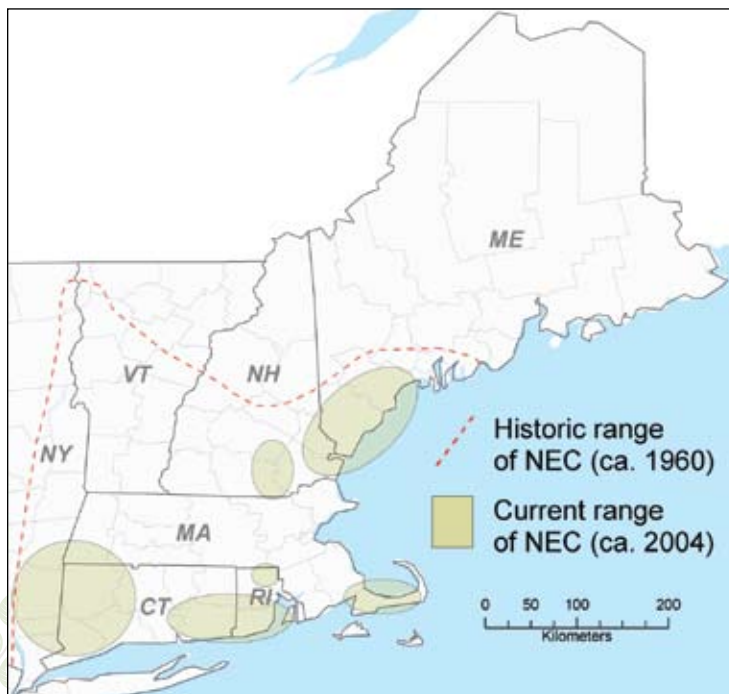 ME
VT
NH
NY
Historic range
of NEC (ca. 1960)
MA
Current range
of NEC (ca. 2004)
CT
RI
0 50 100 200
Kilometers